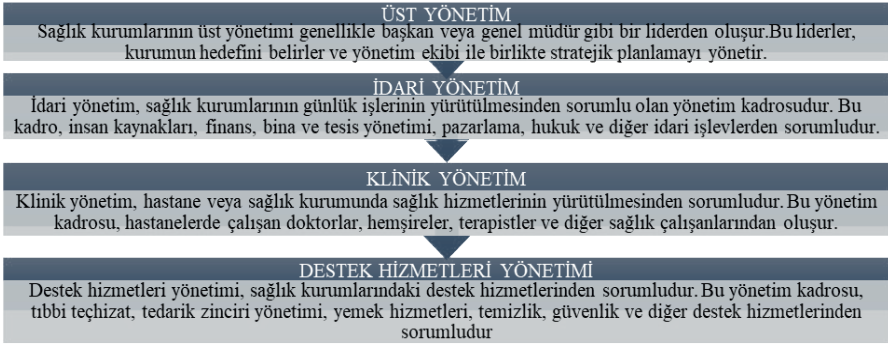 ÜST YÖNETİM
Sağlık kurumlarının üst yönetimi genellikle başkan veya genel müdür gibi bir liderden oluşur.Bu liderler,
kurumun hedefini belirler ve yönetim ekibi ile birlikte stratejik planlamayı yönetir.
İDARİ YÖNETİM
İdari yönetim, sağlık kurumlarının günlük işlerinin yürütülmesinden sorumlu olan yönetim kadrosudur. Bu
kadro, insan kaynakları, finans, bina ve tesis yönetimi, pazarlama, hukuk ve diğer idari işlevlerden sorumludur.
KLİNİK YÖNETİM
Klinik yönetim, hastane veya sağlık kurumunda sağlık hizmetlerinin yürütülmesinden sorumludur. Bu yönetim
kadrosu, hastanelerde çalışan doktorlar, hemşireler, terapistler ve diğer sağlık çalışanlarından oluşur.
DESTEK HİZMETLERİ YÖNETİMİ
Destek hizmetleri yönetimi, sağlık kurumlarındaki destek hizmetlerinden sorumludur. Bu yönetim kadrosu,
tıbbi teçhizat, tedarik zinciri yönetimi, yemek hizmetleri, temizlik, güvenlik ve diğer destek hizmetlerinden
sorumludur